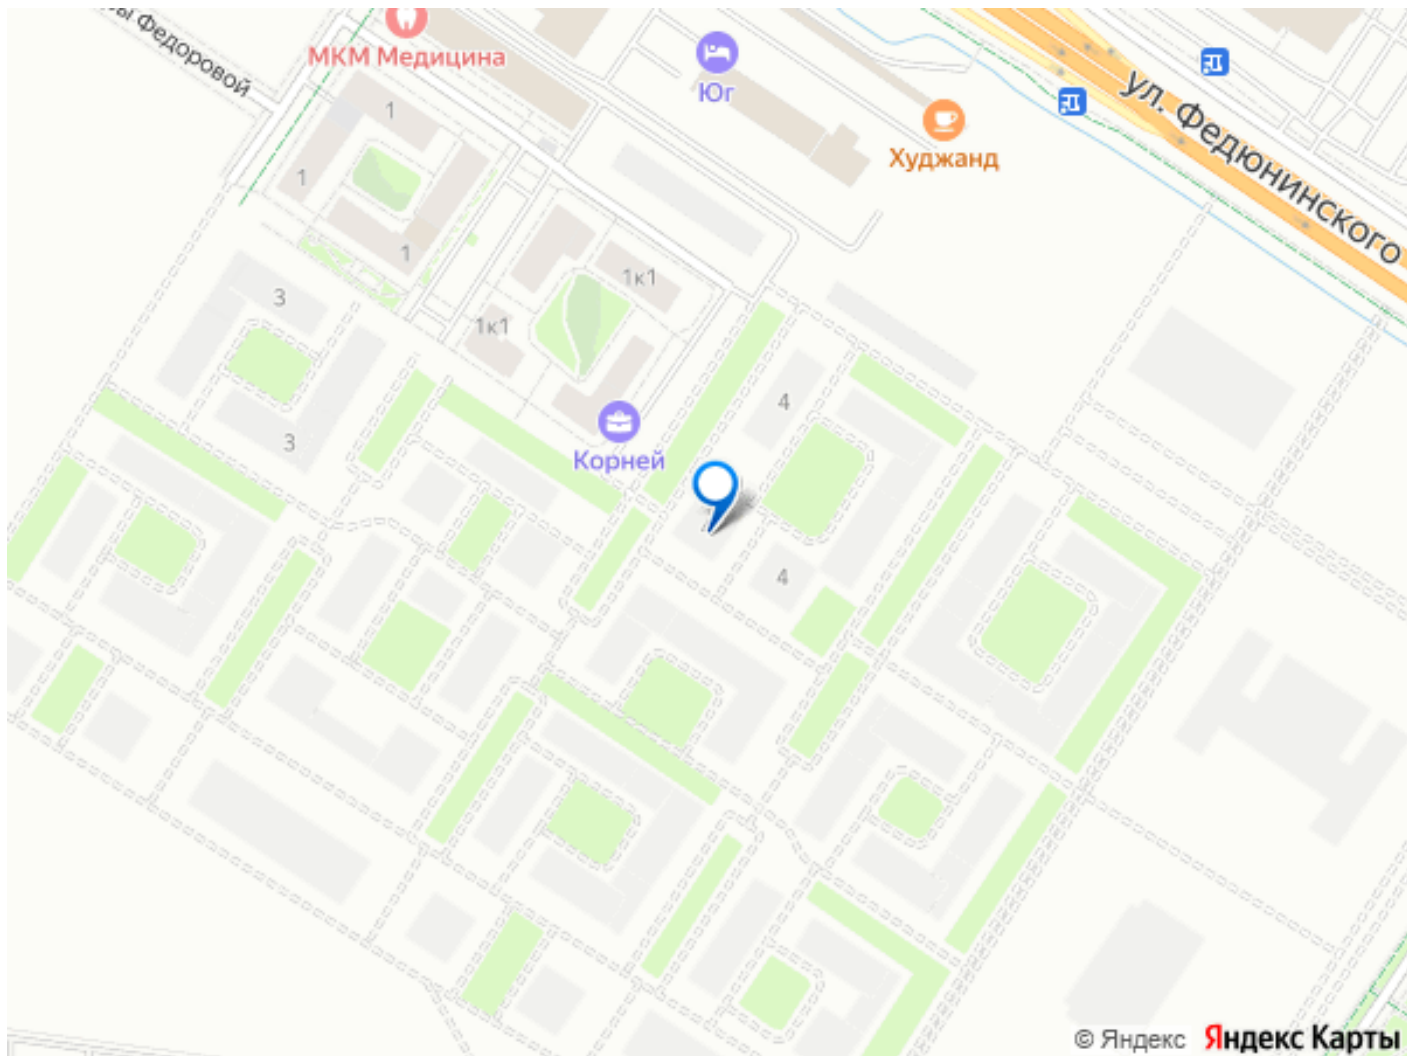 ы Федоровой
МКМ Медицина
Юг
ул. Федюнинского
Худжанд
1
1
1
1к1
1к1
3
3
4
Корней
4
© Яндекс Яндекс Карты